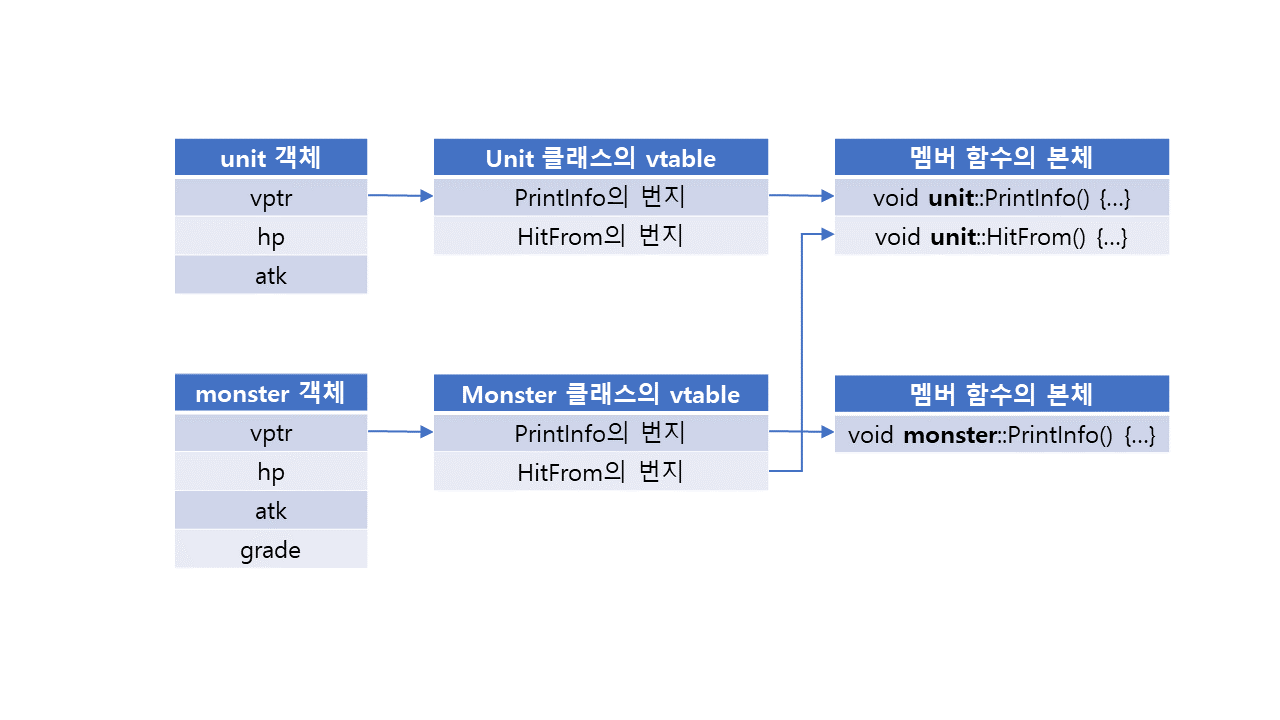 unit 객체
vptr
hp
atk
Unit 클래스의 vtable
PrintInfo의 번지
HitFrom의 번지
멤버 함수의 본체
void unit::PrintInfo() {...}
void unit::HitFrom() {...}
monster 객체
vptr
hp
atk
grade
Monster 클래스의 vtable
PrintInfo의 번지
HitFrom의 번지
멤버 함수의 본체
void monster::PrintInfo() {...}